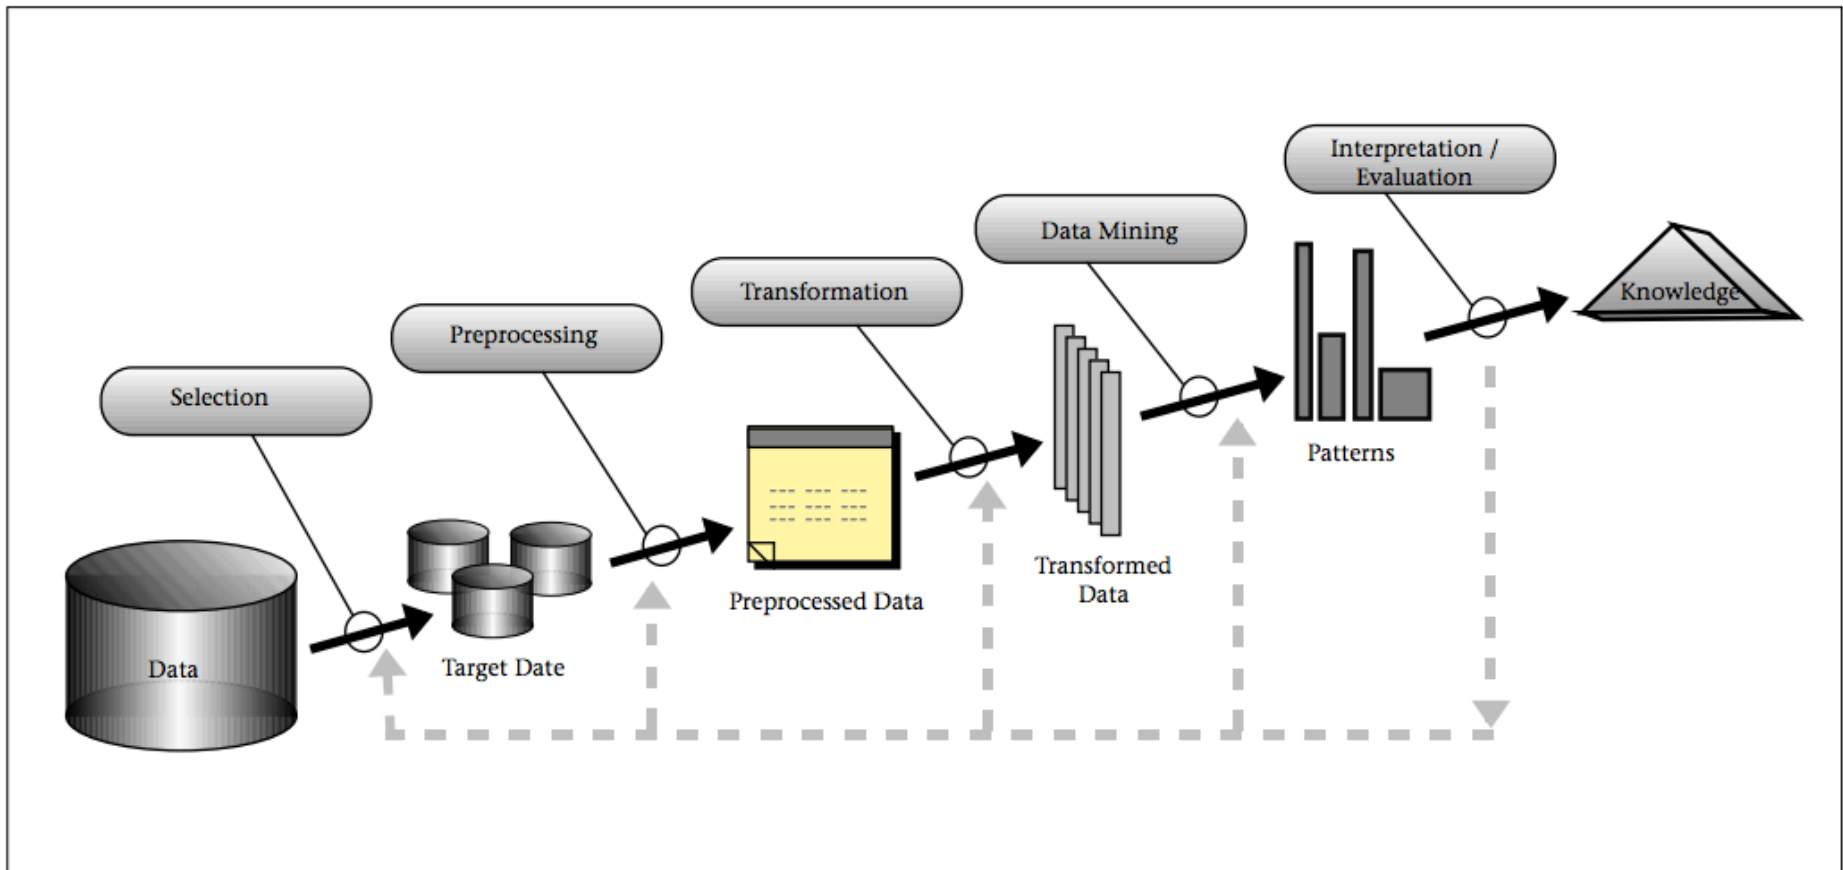 Interpretation /
Evaluation
Data Mining
Transformation
Knowledge
Preprocessing
Selection
Patterns
Transformed
Data
Preprocessed Data
Target Date
Data